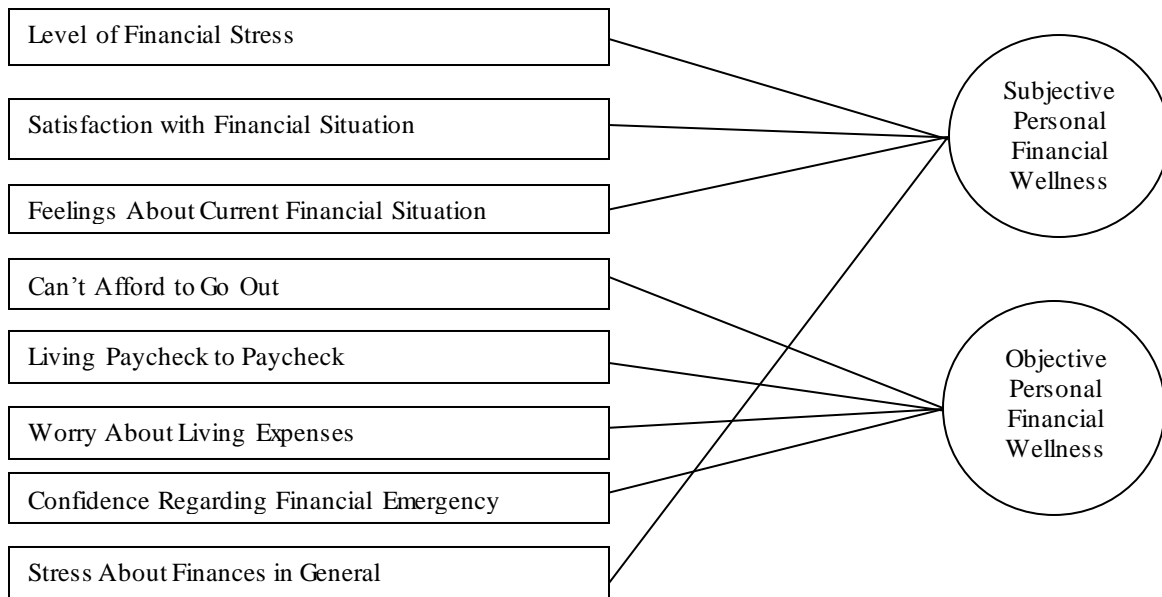 Level of Financial Stress
Satisfaction with Financial Situation
Feelings About Current Financial Situation
Can't Afford to Go Out
Living Paycheck to Paycheck
Worry About Living Expenses
Confidence Regarding Financial Emergency
Stress About Finances in General
Subjective
Personal
Financial
Wellness
Objective
Personal
Financial
Wellness